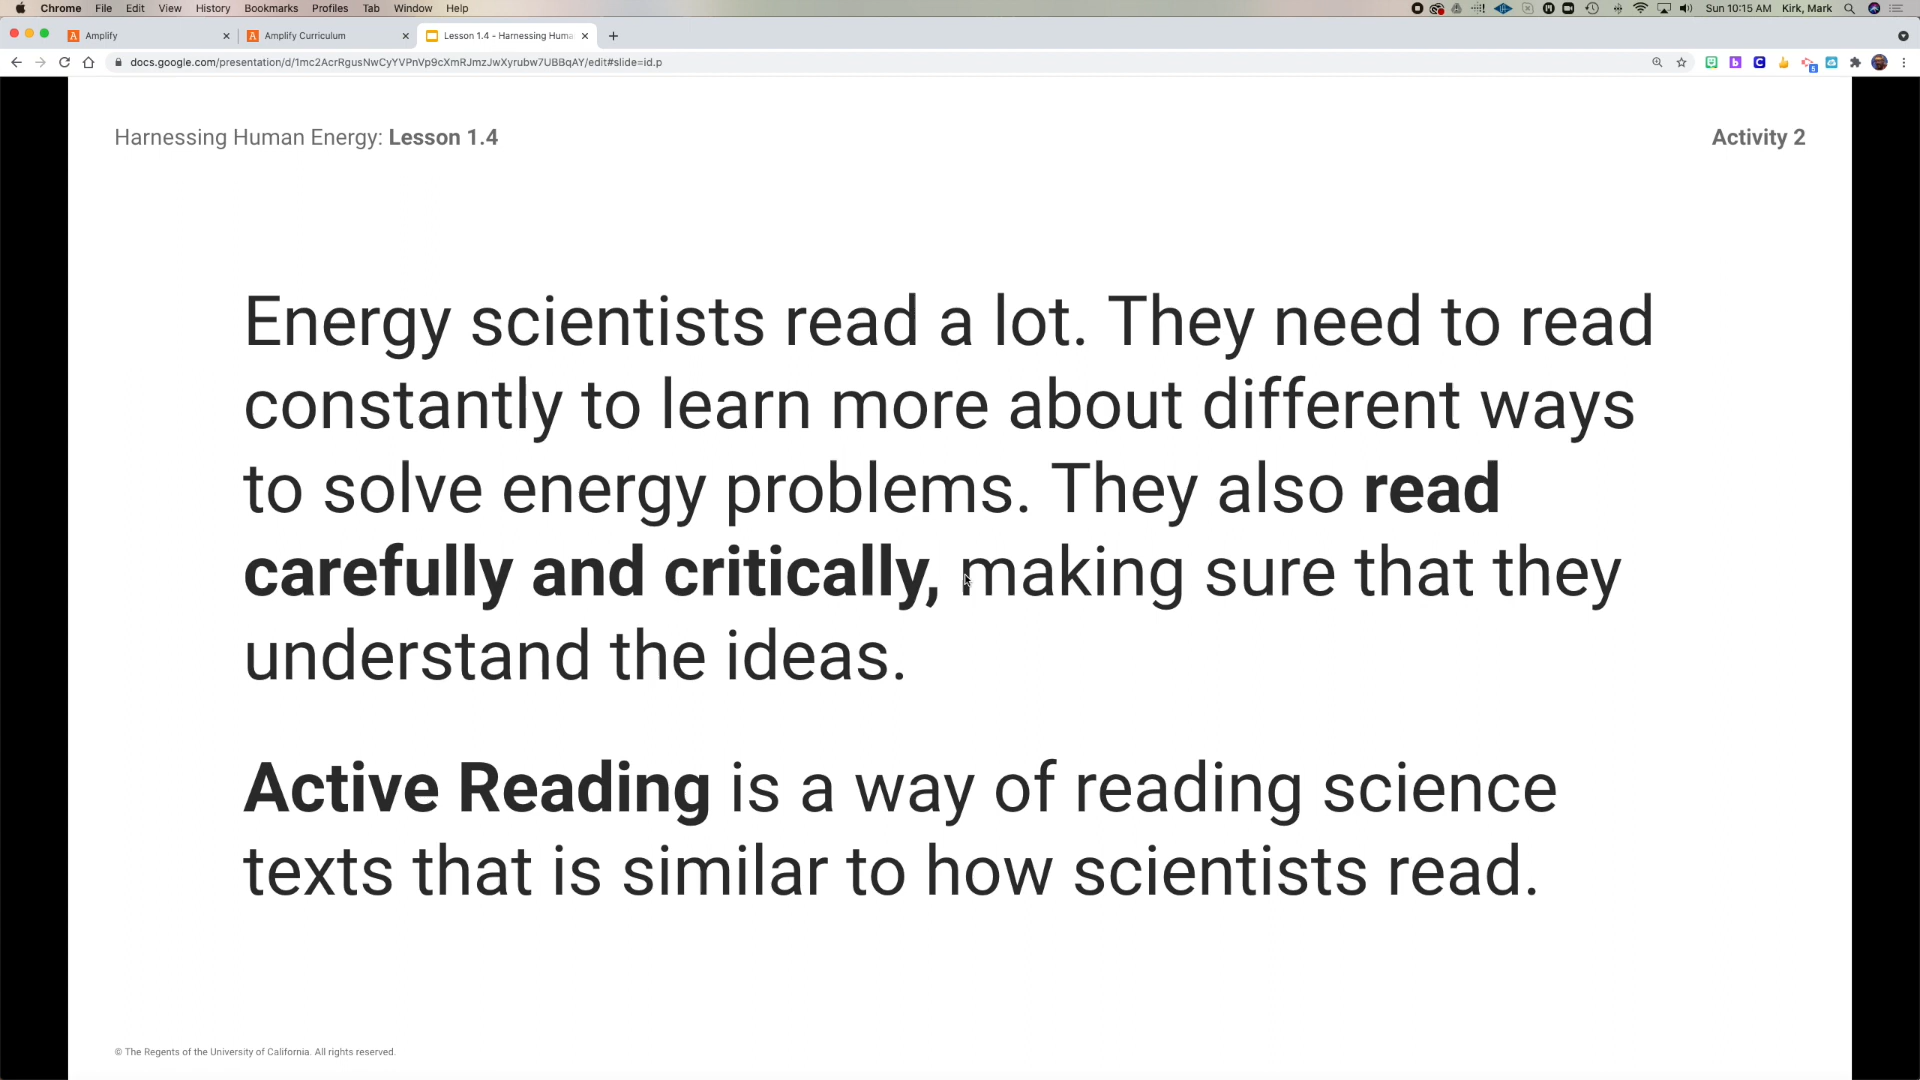 Chrome File Edit View History Bookmarks Profiles Tab Window Help Sun 10:15 AM Kirk, Mark
Amplify Amplify Curriculum Lesson 1.4 - Harnessing Huma
docs.google.com/presentation/d/1mc2AcrRgusNwCyYVPnVp9cXmRJmzJwXyrubw7UBBqAY/edit#slide=id.p
Harnessing Human Energy: Lesson 1.4 Activity 2
Energy scientists read a lot. They need to read
constantly to learn more about different ways
to solve energy problems. They also read
carefully and critically, making sure that they
understand the ideas.
Active Reading is a way of reading science
texts that is similar to how scientists read.
© The Regents of the University of California. All rights reserved.